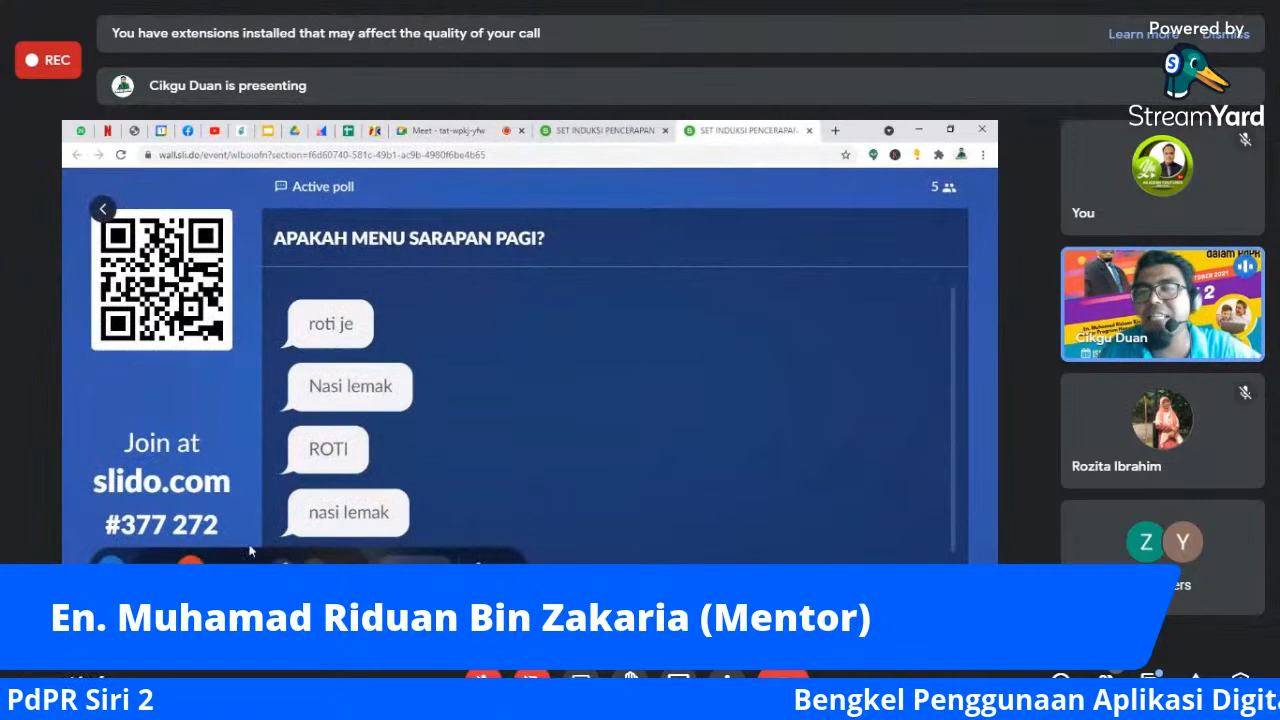 You have extensions installed that may affect the quality of your call
Learn more
Dismiss
Powered by
StreamYard
REC
Cikgu Duan is presenting
Meet - tat-wpkj-yfw
SET INDUKSI PENCERAPAN
SET INDUKSI PENCERAPAN
wall.sli.do/event/wlboiofn?section=f6d60740-581c-49b1-ac9b-4980f6be4b65
Active poll
5
APAKAH MENU SARAPAN PAGI?
roti je
Nasi lemak
ROTI
nasi lemak
Join at
slido.com
#377 272
You
dalam PdPR
2
Cikgu Duan
Rozita Ibrahim
Z
Y
ers
En. Muhamad Riduan Bin Zakaria (Mentor)
PdPR Siri 2
Bengkel Penggunaan Aplikasi Digita